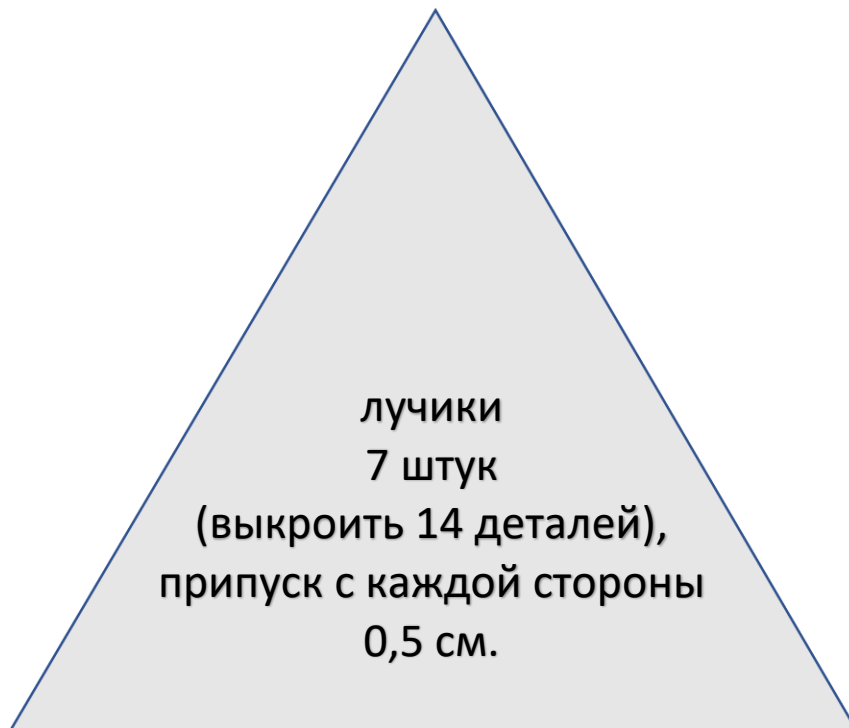 лучики
7 штук
(выкроить 14 деталей),
припуск с каждой стороны
0,5 см.